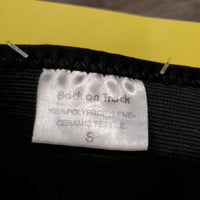 Back on Track
100% POLYPROPYLENE-
CERAMIC TEXTILE
S